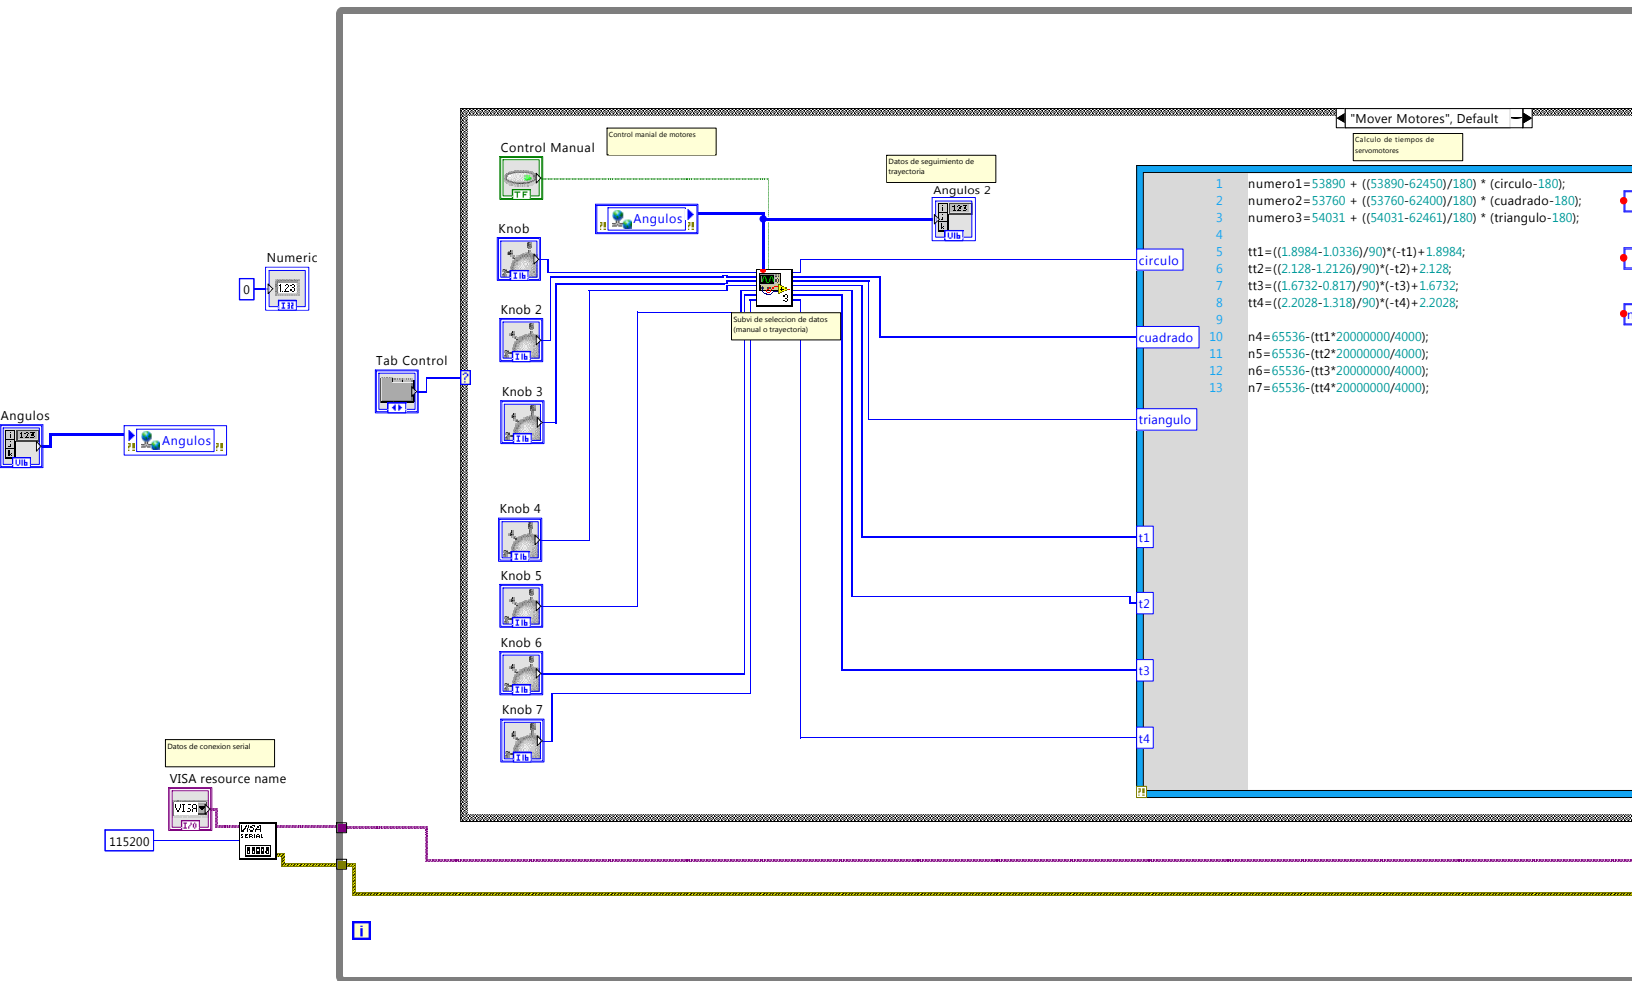 "Mover Motores", Default
Control manial de motores
Calculo de tiempos de
servomotores
Control Manual
TF
Datos de seguimiento de
trayectoria
Angulos 2
Angulos
Knob
Numeric
0
1.23
I32
Knob 2
Subvi de seleccion de datos
(manual o trayectoria)
3
Tab Control
?
Knob 3
Angulos
Angulos
Knob 4
Knob 5
Knob 6
Knob 7
circulo
cuadrado
triangulo
t1
t2
t3
t4
1 numero1=53890 + ((53890-62450)/180) * (circulo-180);
2 numero2=53760 + ((53760-62400)/180) * (cuadrado-180);
3 numero3=54031 + ((54031-62461)/180) * (triangulo-180);
4
5 tt1=((1.8984-1.0336)/90)*(-t1)+1.8984;
6 tt2=((2.128-1.2126)/90)*(-t2)+2.128;
7 tt3=((1.6732-0.817)/90)*(-t3)+1.6732;
8 tt4=((2.2028-1.318)/90)*(-t4)+2.2028;
9
10 n4=65536-(tt1*20000000/4000);
11 n5=65536-(tt2*20000000/4000);
12 n6=65536-(tt3*20000000/4000);
13 n7=65536-(tt4*20000000/4000);
Datos de conexion serial
VISA resource name
VISA
I/O
115200
VISA
SERIAL
i